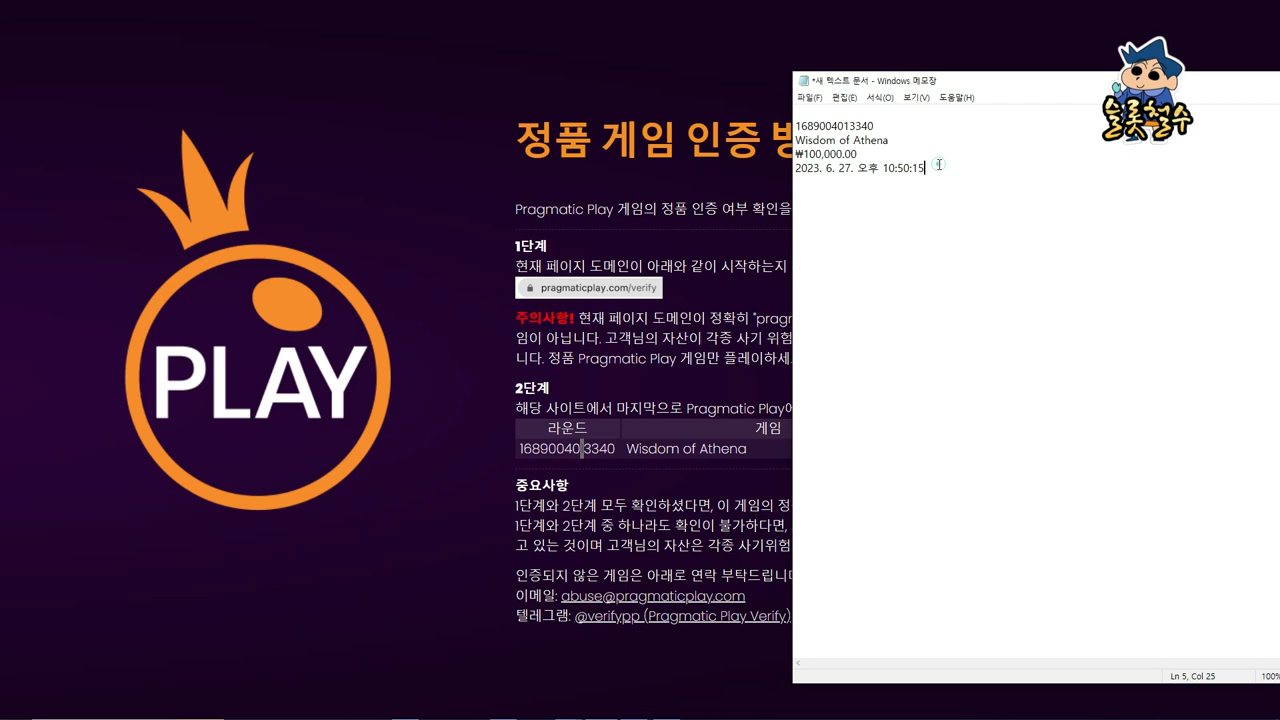 PLAY
정품 게임 인증
Pragmatic Play 게임의 정품 인증 여부 확인을
1단계
현재 페이지 도메인이 아래와 같이 시작하는지
pragmaticplay.com/verify
주의사항! 현재 페이지 도메인이 정확히 "pragm
임이 아닙니다. 고객님의 자산이 각종 사기 위험
니다. 정품 Pragmatic Play 게임만 플레이하세.
2단계
해당 사이트에서 마지막으로 Pragmatic Play에
라운드 게임
1689004013340 Wisdom of Athena
중요사항
1단계와 2단계 모두 확인하셨다면, 이 게임의 정
1단계와 2단계 중 하나라도 확인이 불가하다면,
고 있는 것이며 고객님의 자산은 각종 사기위험
인증되지 않은 게임은 아래로 연락 부탁드립니다
이메일: abuse@pragmaticplay.com
텔레그램: @verifypp (Pragmatic Play Verify)
*새 텍스트 문서 - Windows 메모장
파일(F) 편집(E) 서식(O) 보기(V) 도움말(H)
1689004013340
Wisdom of Athena
₩100,000.00
2023. 6. 27. 오후 10:50:15
Ln 5, Col 25 100%
슬롯철수